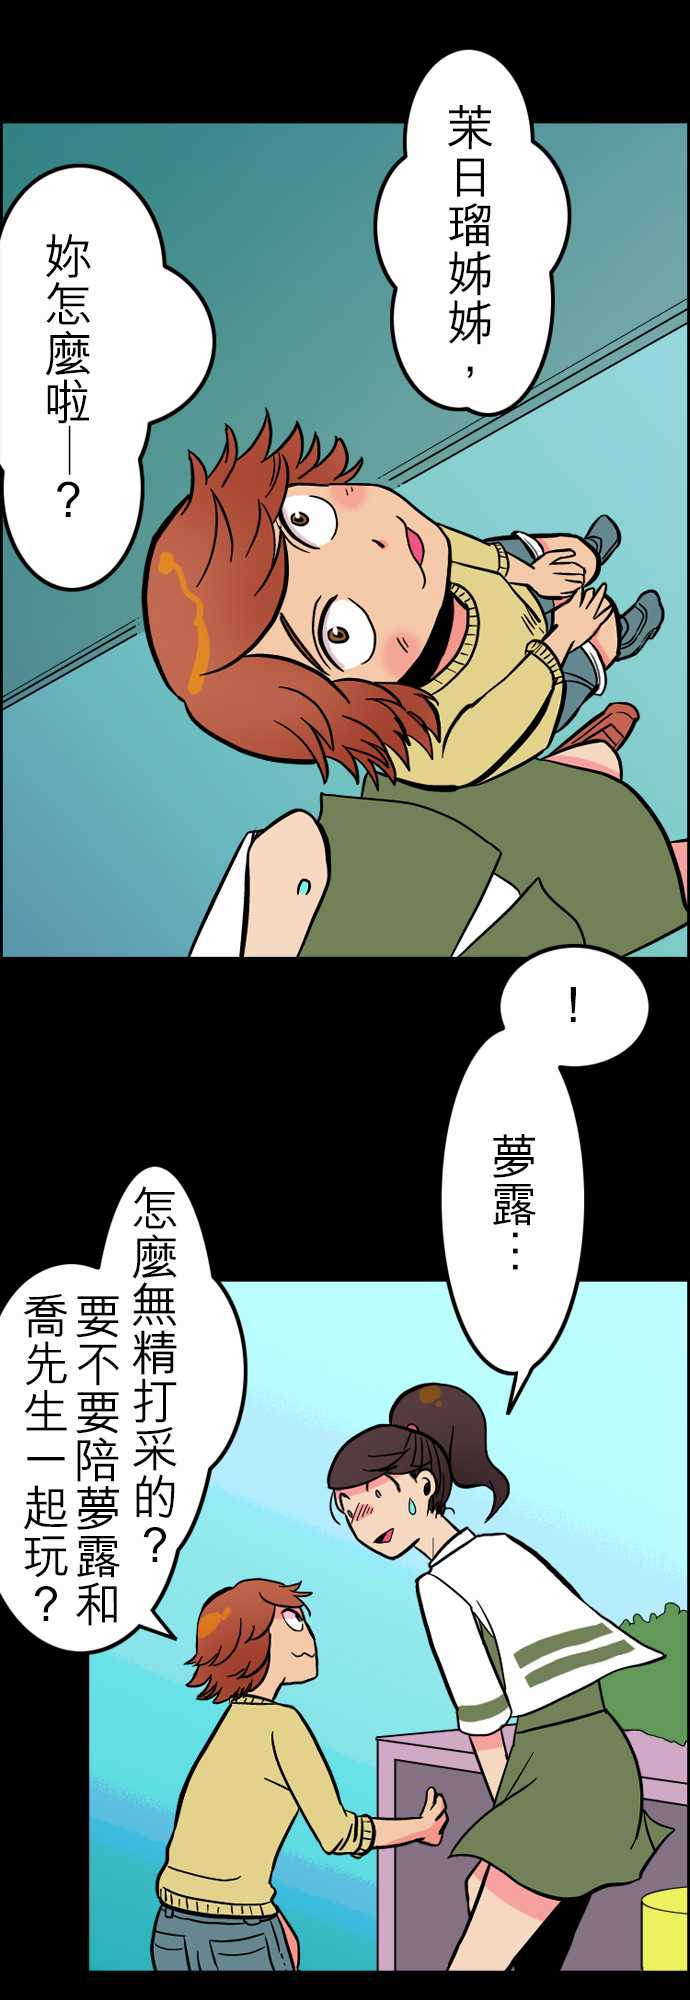 茉日瑠姊姊，
妳怎麼啦—？
！
夢露…
怎麼無精打采的？
要不要陪夢露和
喬先生一起玩？